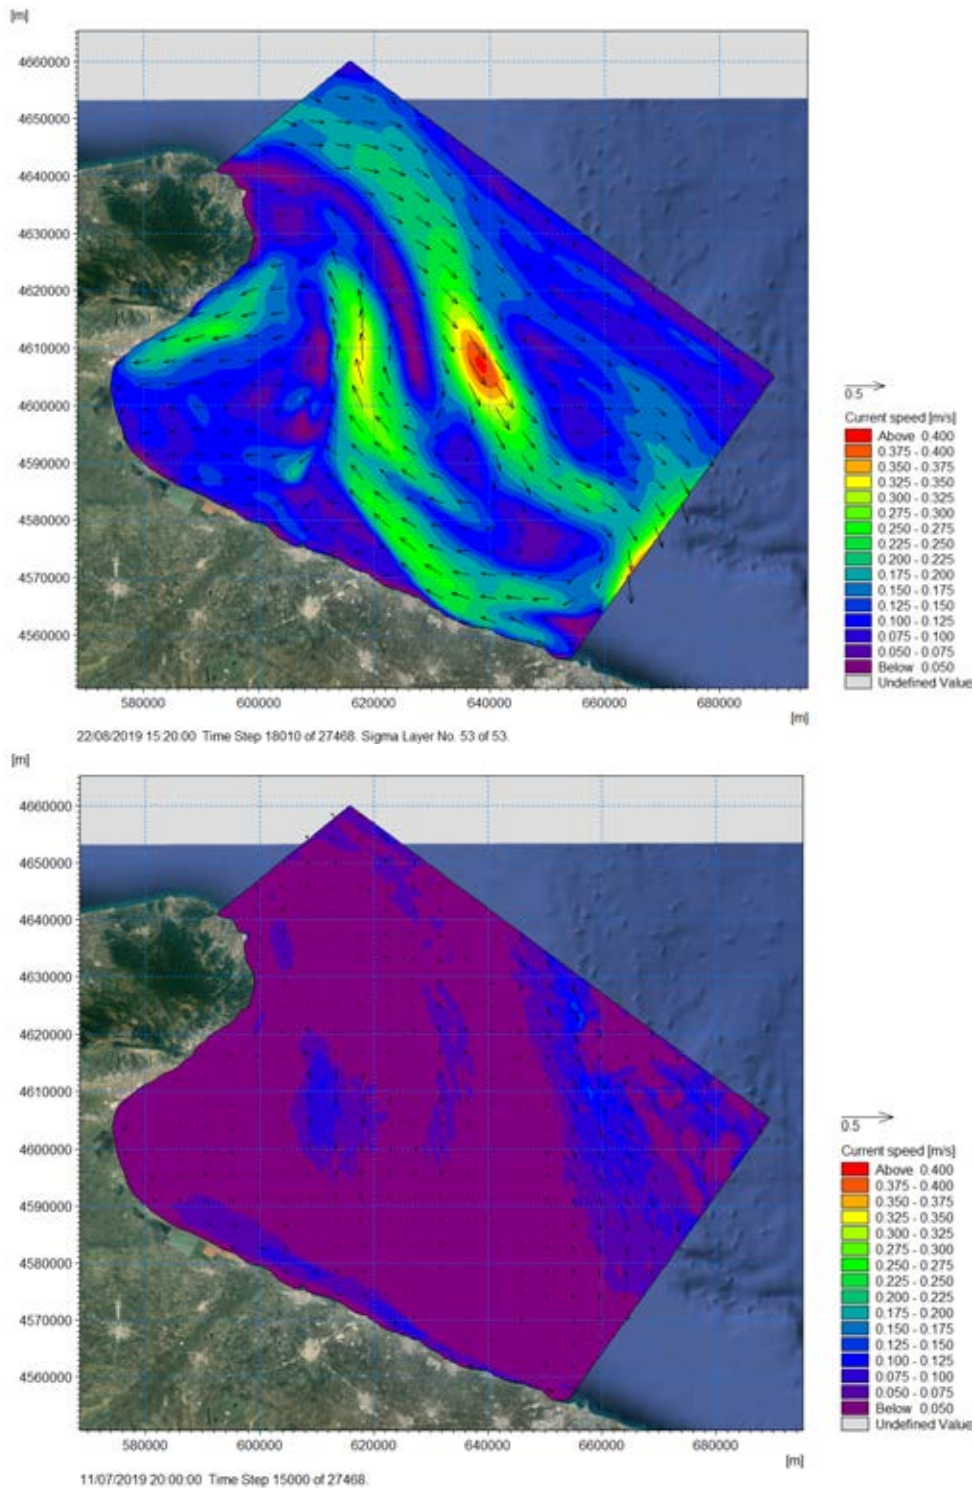 [m]
4660000
4650000
4640000
4630000
4620000
4610000
4600000
4590000
4580000
4570000
4560000
580000 600000 620000 640000 660000 680000
[m]
0.5
Current speed [m/s]
Above 0.400
0.375 - 0.400
0.350 - 0.375
0.325 - 0.350
0.300 - 0.325
0.275 - 0.300
0.250 - 0.275
0.225 - 0.250
0.200 - 0.225
0.175 - 0.200
0.150 - 0.175
0.125 - 0.150
0.100 - 0.125
0.075 - 0.100
0.050 - 0.075
Below 0.050
Undefined Value
22/08/2019 15:20:00 Time Step 18010 of 27468. Sigma Layer No. 53 of 53.
[m]
4660000
4650000
4640000
4630000
4620000
4610000
4600000
4590000
4580000
4570000
4560000
580000 600000 620000 640000 660000 680000
[m]
0.5
Current speed [m/s]
Above 0.400
0.375 - 0.400
0.350 - 0.375
0.325 - 0.350
0.300 - 0.325
0.275 - 0.300
0.250 - 0.275
0.225 - 0.250
0.200 - 0.225
0.175 - 0.200
0.150 - 0.175
0.125 - 0.150
0.100 - 0.125
0.075 - 0.100
0.050 - 0.075
Below 0.050
Undefined Value
11/07/2019 20:00:00 Time Step 15000 of 27468.